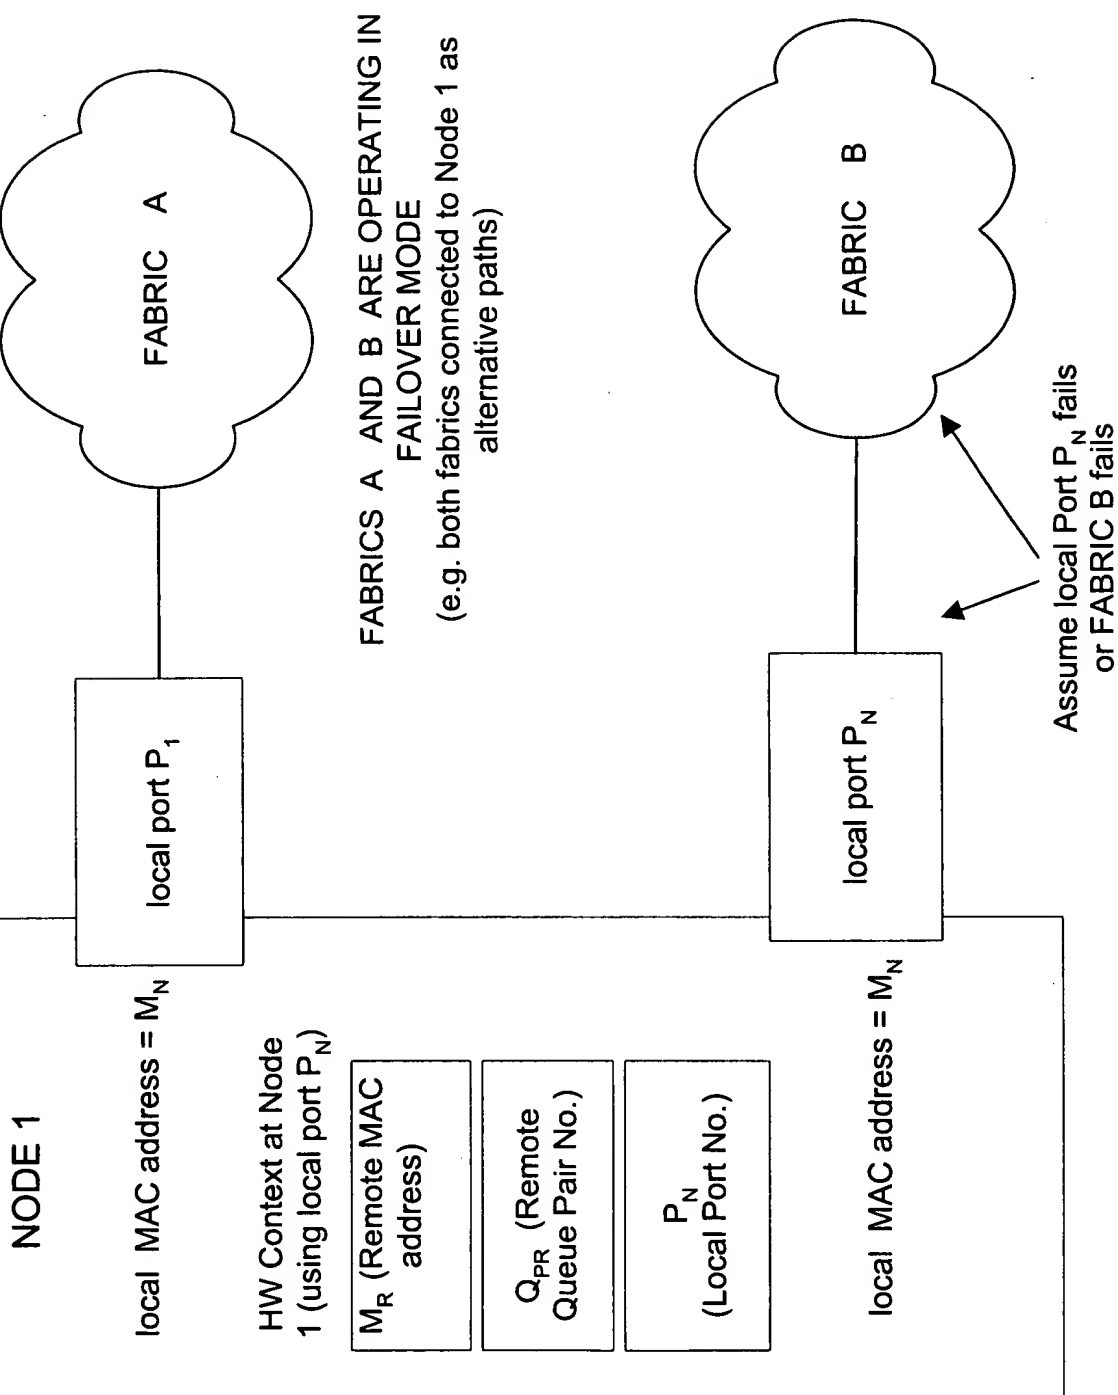 NODE 1
local MAC address = M_N
local port P_1
FABRIC A
HW Context at Node
1 (using local port P_N)
M_R (Remote MAC
address)
Q_PR (Remote
Queue Pair No.)
P_N
(Local Port No.)
FABRICS A AND B ARE OPERATING IN
FAILOVER MODE
(e.g. both fabrics connected to Node 1 as
alternative paths)
local MAC address = M_N
local port P_N
FABRIC B
Assume local Port P_N fails
or FABRIC B fails